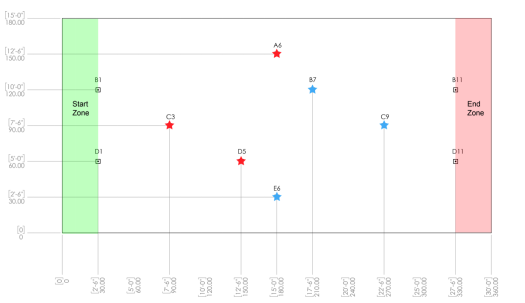 [15'-0"]
180.00
[12'-6"]
150.00
A6
[10'-0"]
120.00
B1
B7
B11
Start
Zone
End
Zone
[7'-6"]
90.00
C3
C9
[5'-0"]
60.00
D1
D5
D11
[2'-6"]
30.00
E6
[0]
0
[0]
0
[2'-6"]
30.00
[5'-0"]
60.00
[7'-6"]
90.00
[10'-0"]
120.00
[12'-6"]
150.00
[15'-0"]
180.00
[17'-6"]
210.00
[20'-0"]
240.00
[22'-6"]
270.00
[25'-0"]
300.00
[27'-6"]
330.00
[30'-0"]
360.00